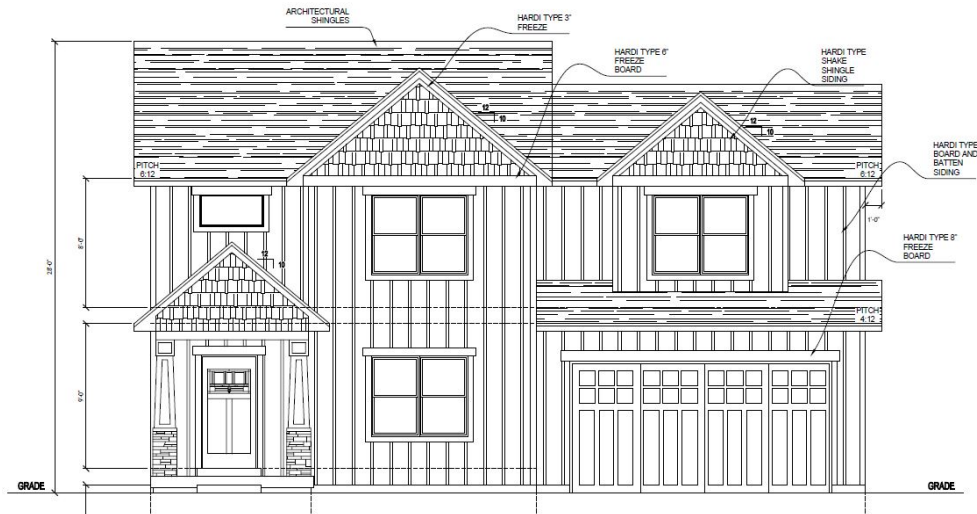 ARCHITECTURAL
SHINGLES
HARDI TYPE 3"
FREEZE
HARDI TYPE 6"
FREEZE
BOARD
HARDI TYPE
SHAKE
SHINGLE
SIDING
12
10
12
10
HARDI TYPE
BOARD AND
BATTEN
SIDING
PITCH
6:12
PITCH
6:12
1'-0"
8'-0"
28'-0"
HARDI TYPE 8"
FREEZE
BOARD
12
10
PITCH
4:12
9'-0"
GRADE
GRADE